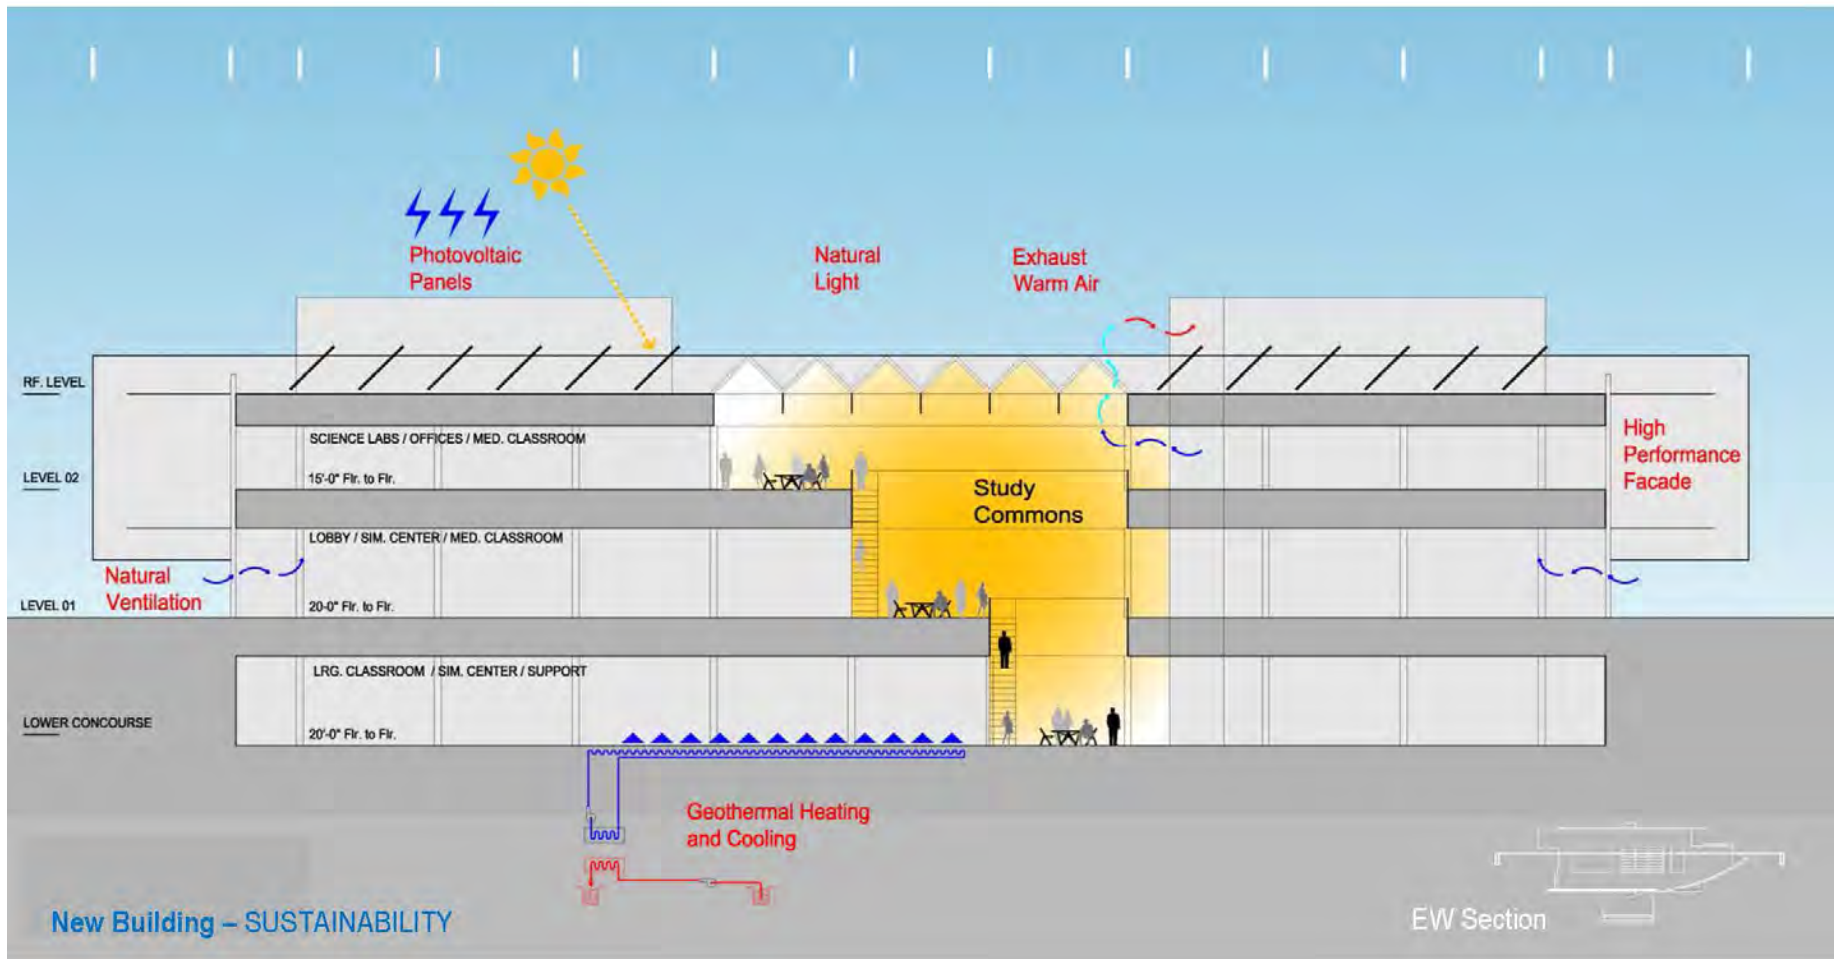 Photovoltaic
Panels
Natural
Light
Exhaust
Warm Air
RF. LEVEL
SCIENCE LABS / OFFICES / MED. CLASSROOM
High
Performance
Facade
LEVEL 02
15'-0" Flr. to Flr.
Study
Commons
LOBBY / SIM. CENTER / MED. CLASSROOM
Natural
Ventilation
LEVEL 01
20-0" Flr. to Flr.
LRG. CLASSROOM / SIM. CENTER / SUPPORT
LOWER CONCOURSE
20'-0" Flr. to Flr.
Geothermal Heating
and Cooling
New Building – SUSTAINABILITY
EW Section